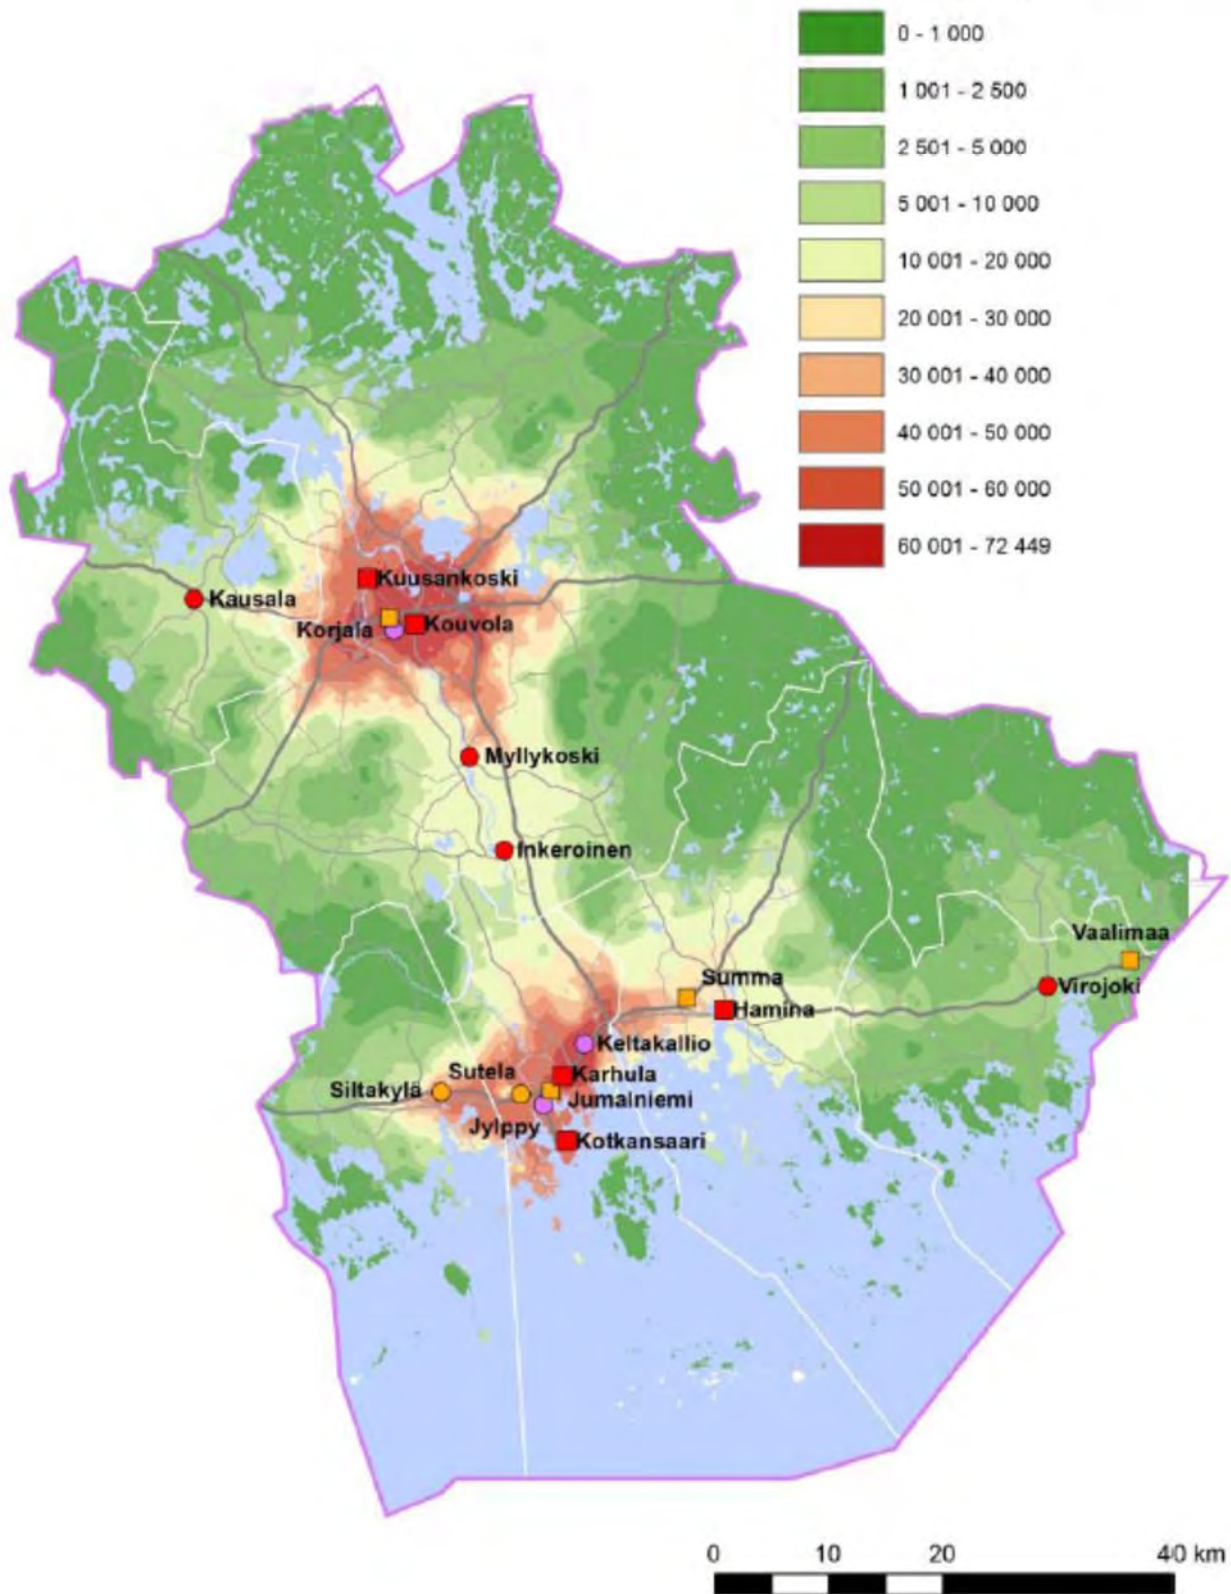 0 - 1 000
1 001 - 2 500
2 501 - 5 000
5 001 - 10 000
10 001 - 20 000
20 001 - 30 000
30 001 - 40 000
40 001 - 50 000
50 001 - 60 000
60 001 - 72 449
Kuusankoski
Kausala
Korjala
Kouvola
Myllykoski
Inkeroinen
Vaalimaa
Summa
Virojoki
Hamina
Keltakallio
Sutela
Karhula
Siltakylä
Jumalniemi
Jylppy
Kotkansaari
0 10 20 40 km